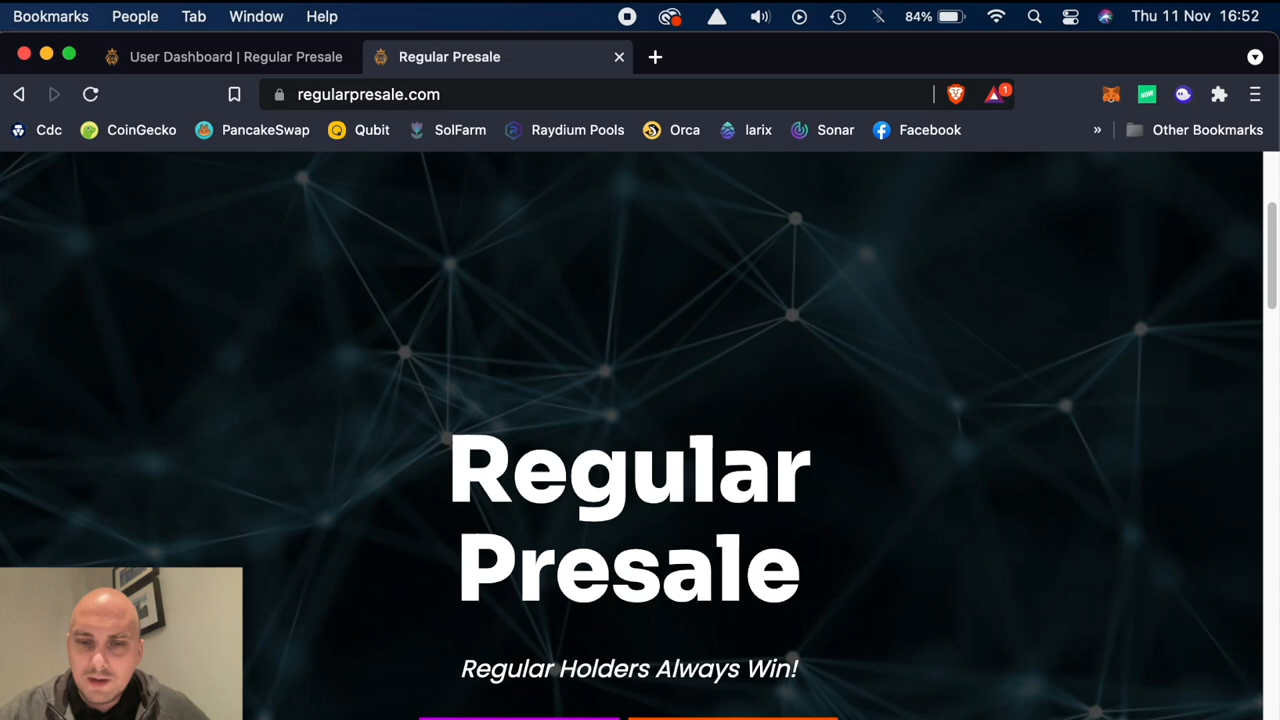 Bookmarks People Tab Window Help 84% Thu 11 Nov 16:52
User Dashboard | Regular Presale Regular Presale
regularpresale.com 1
Cdc CoinGecko PancakeSwap Qubit SolFarm Raydium Pools Orca larix Sonar Facebook » Other Bookmarks
Regular
Presale
Regular Holders Always Win!